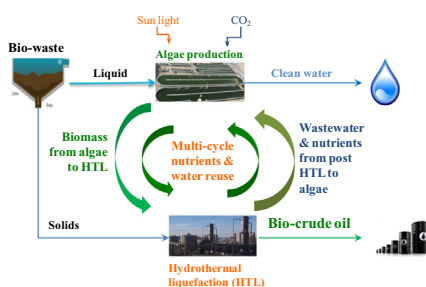 Sun light
CO₂
Bio-waste
Algae production
Liquid
Clean water
Biomass
from algae
to HTL
Multi-cycle
nutrients &
water reuse
Wastewater
& nutrients
from post
HTL to
algae
Solids
Bio-crude oil
Hydrothermal
liquefaction (HTL)